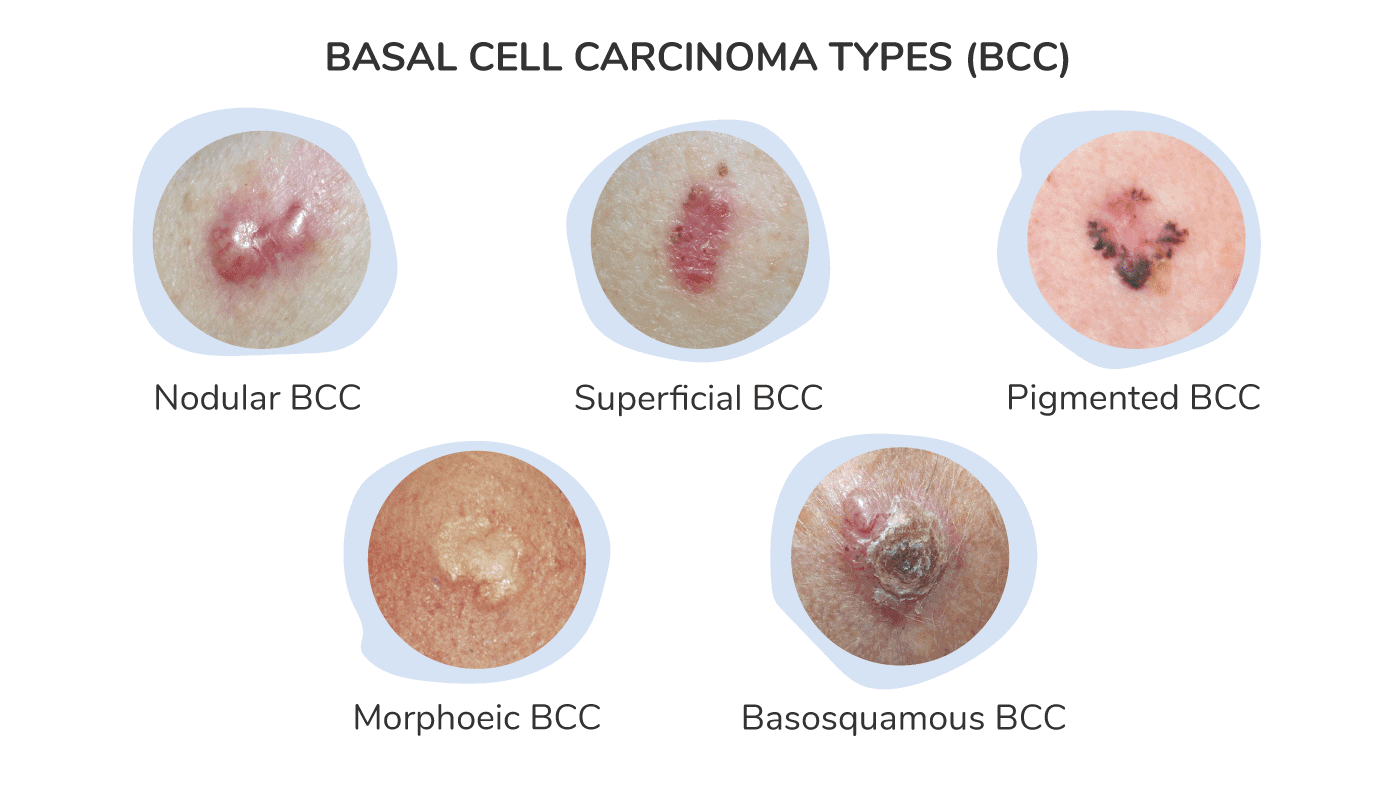 BASAL CELL CARCINOMA TYPES (BCC)
Nodular BCC
Superficial BCC
Pigmented BCC
Morphoeic BCC
Basosquamous BCC